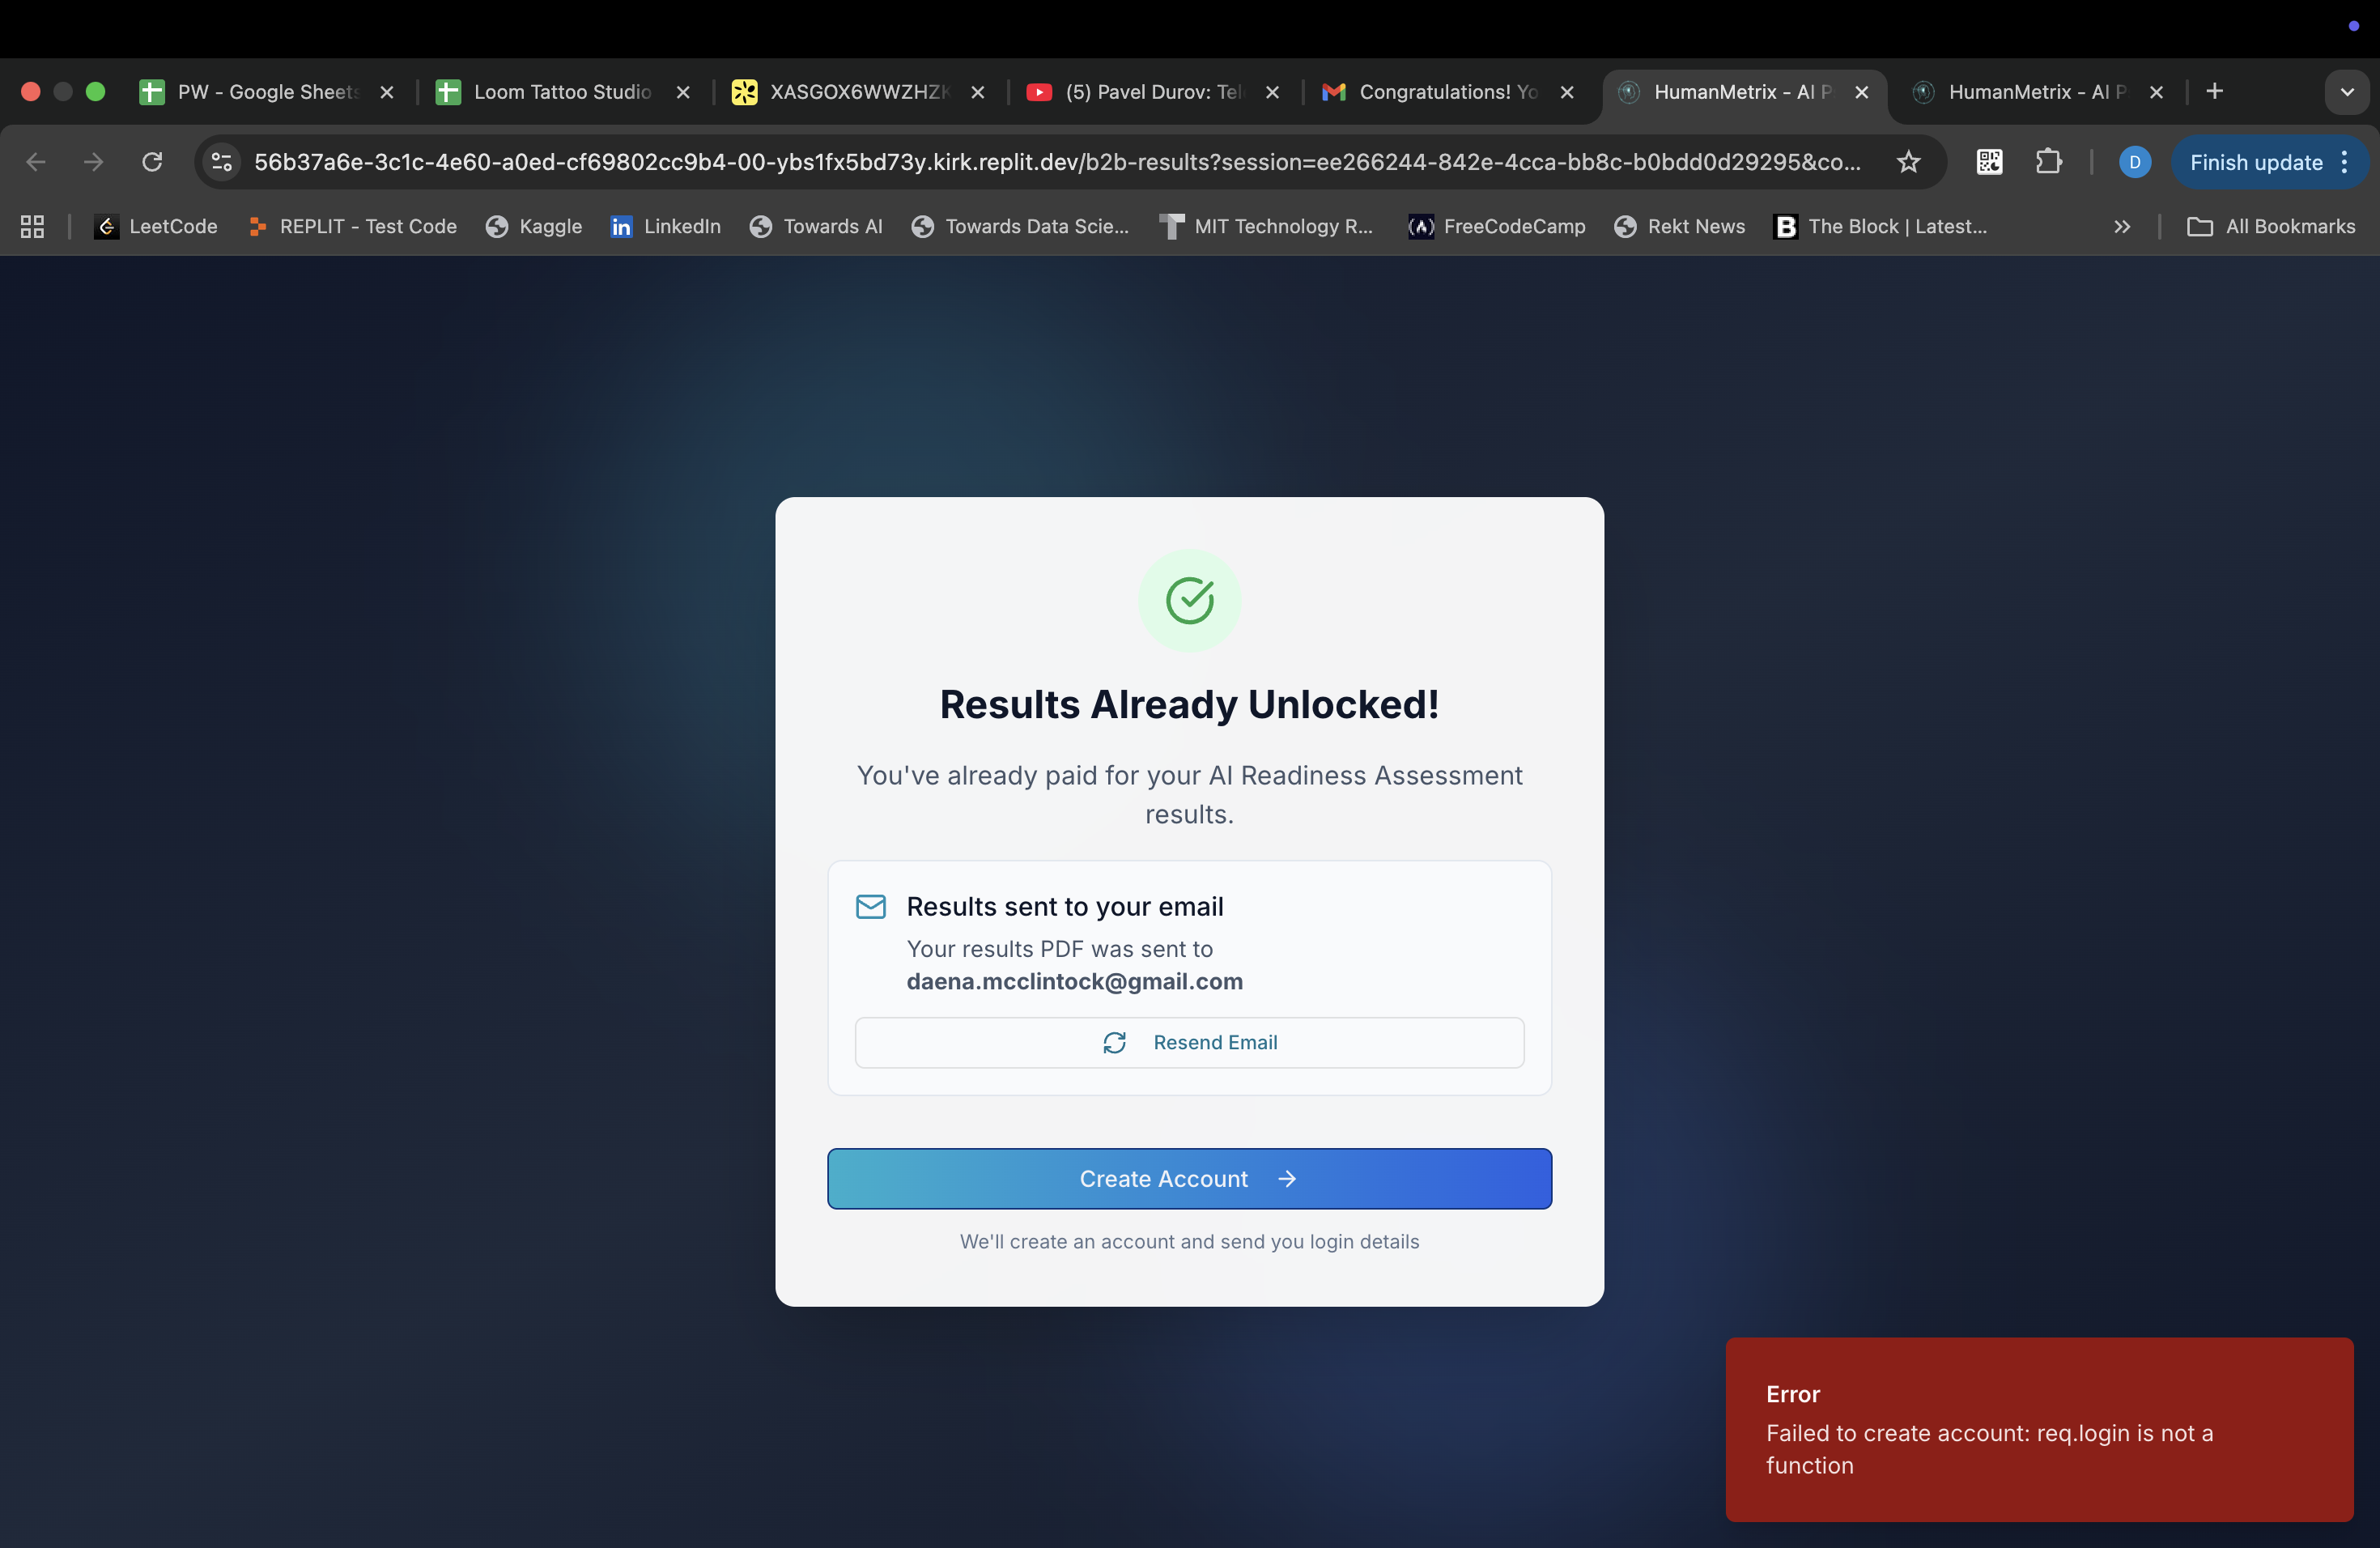 PW - Google Sheets
Loom Tattoo Studio
XASGOX6WWZHZK
(5) Pavel Durov: Tel
Congratulations! Yo
HumanMetrix - AI P
HumanMetrix - AI P
56b37a6e-3c1c-4e60-a0ed-cf69802cc9b4-00-ybs1fx5bd73y.kirk.replit.dev/b2b-results?session=ee266244-842e-4cca-bb8c-b0bdd0d29295&co...
D
Finish update
LeetCode
REPLIT - Test Code
Kaggle
LinkedIn
Towards AI
Towards Data Scie...
MIT Technology R...
FreeCodeCamp
Rekt News
The Block | Latest...
All Bookmarks
Results Already Unlocked!
You've already paid for your AI Readiness Assessment
results.
Results sent to your email
Your results PDF was sent to
daena.mcclintock@gmail.com
Resend Email
Create Account
We'll create an account and send you login details
Error
Failed to create account: req.login is not a
function